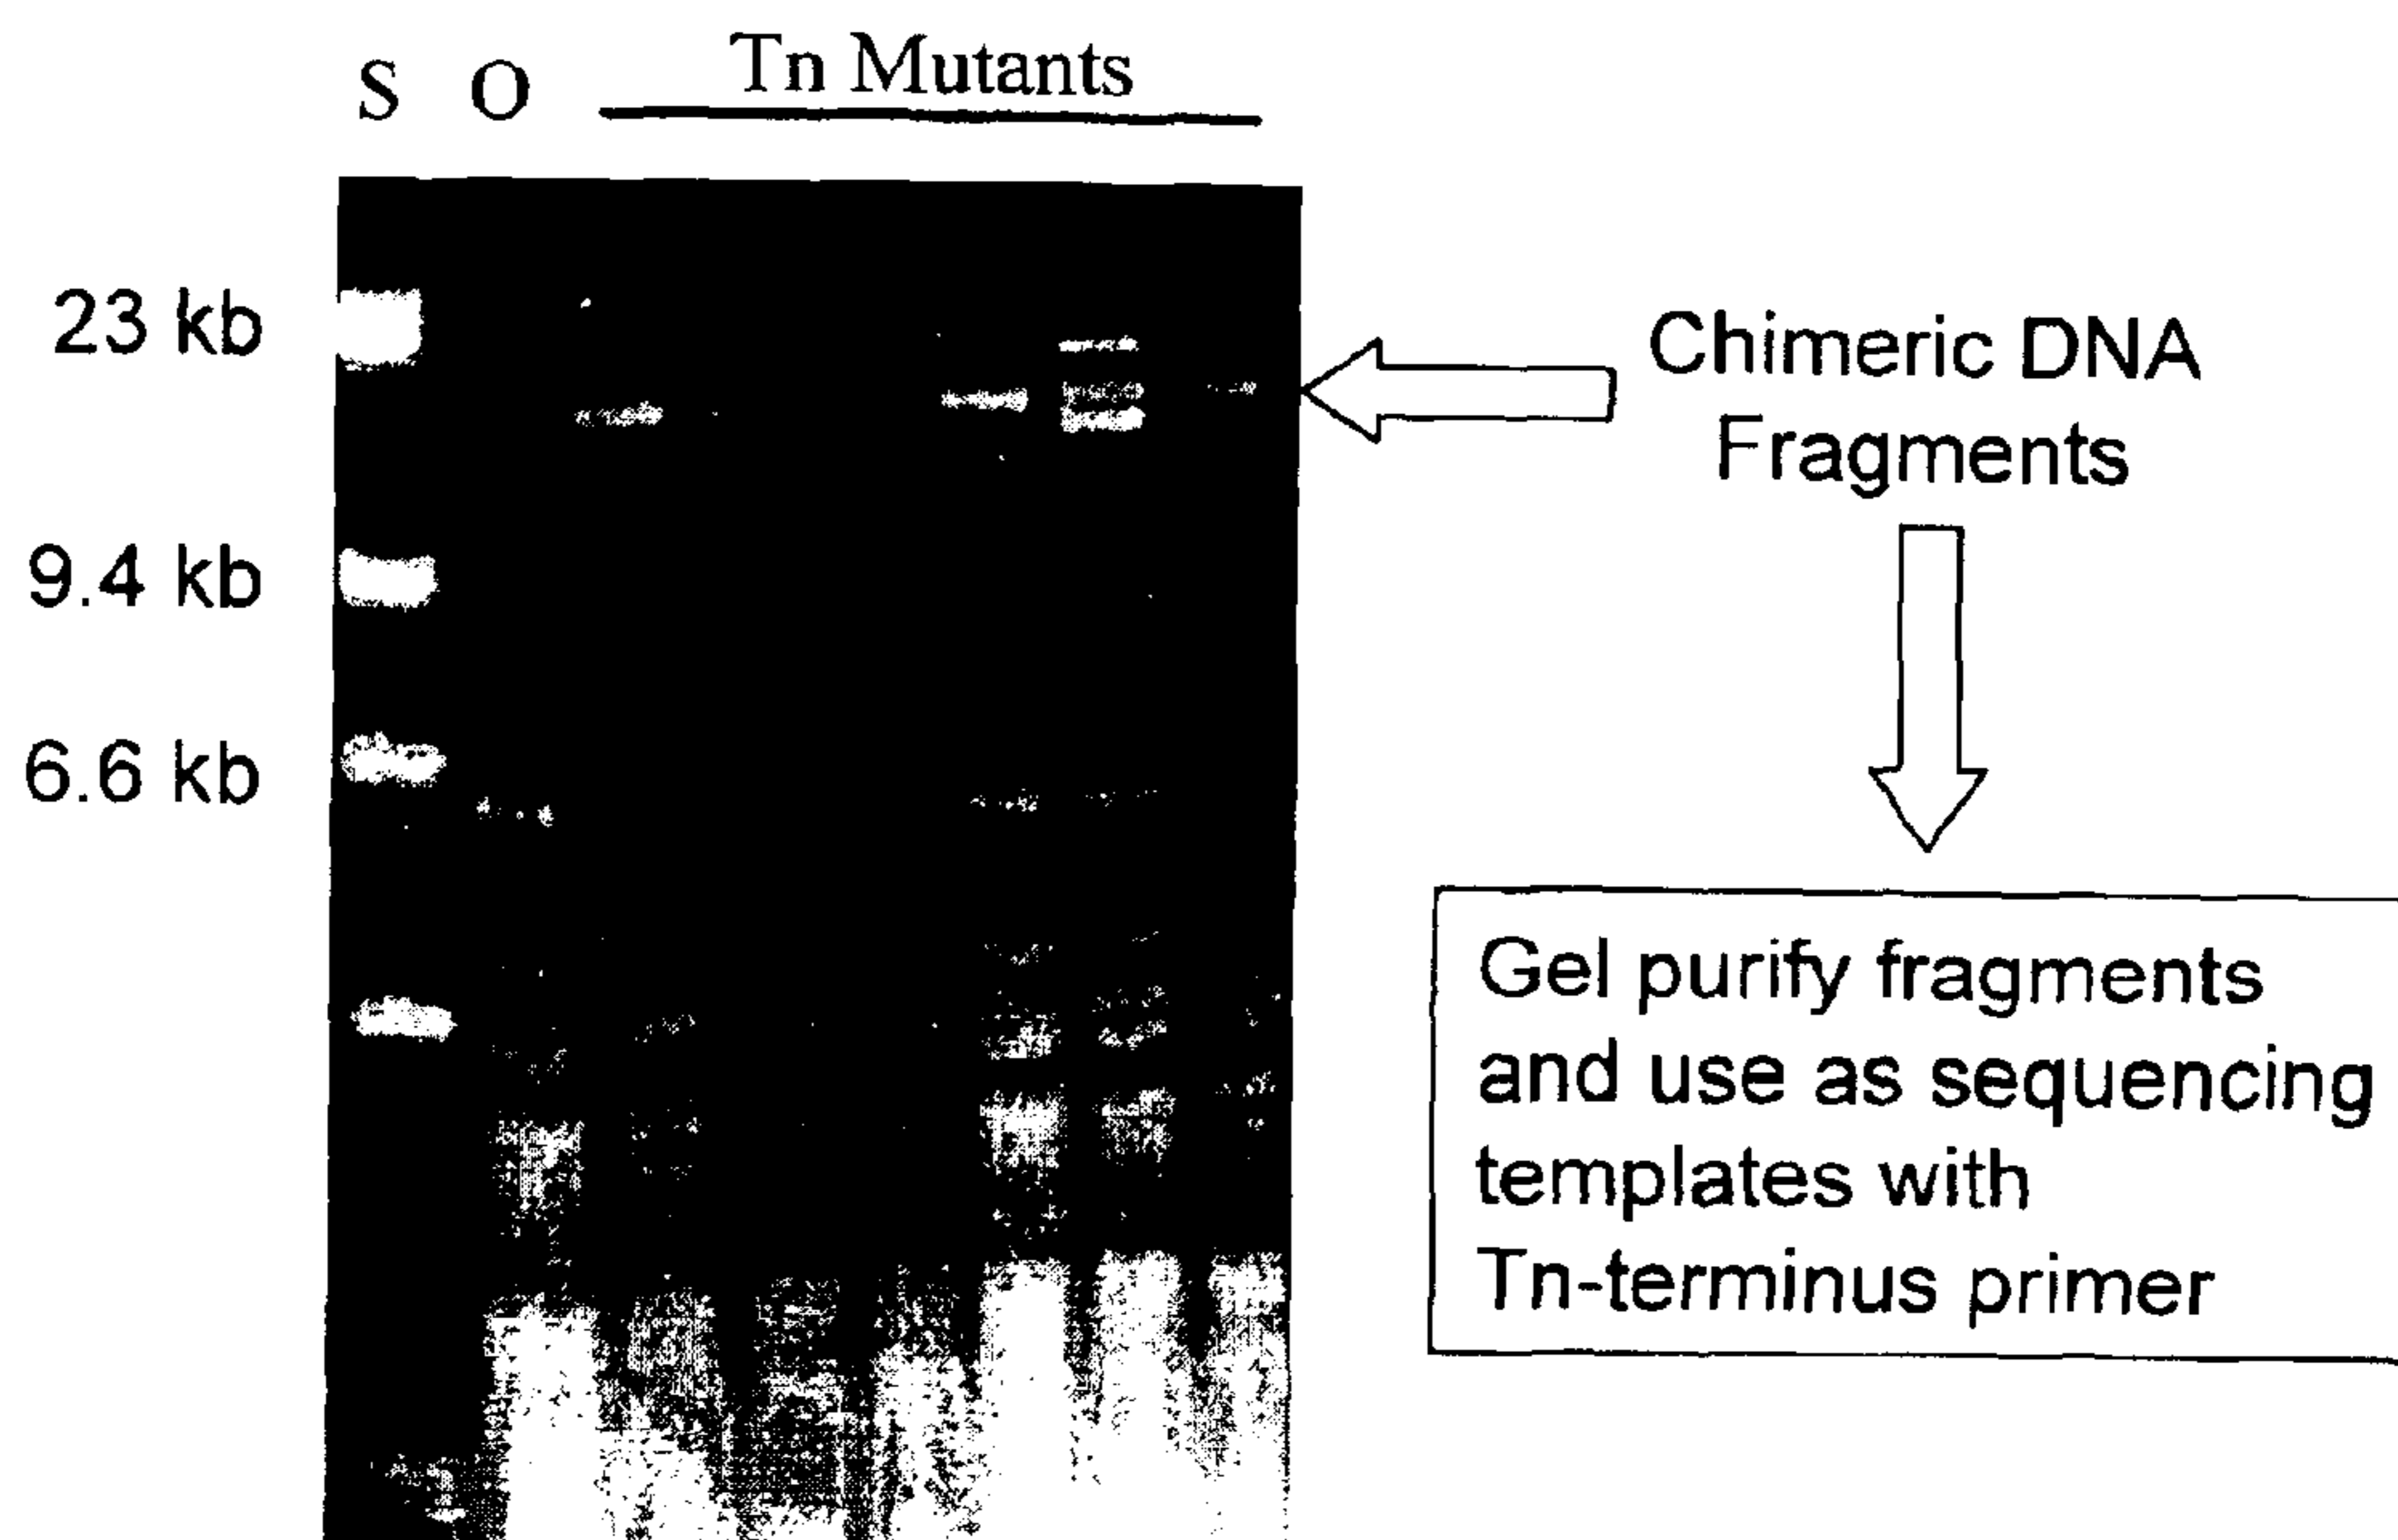 S O Tn Mutants
23 kb
9.4 kb
6.6 kb
Chimeric DNA
Fragments
Gel purify fragments
and use as sequencing
templates with
Tn-terminus primer